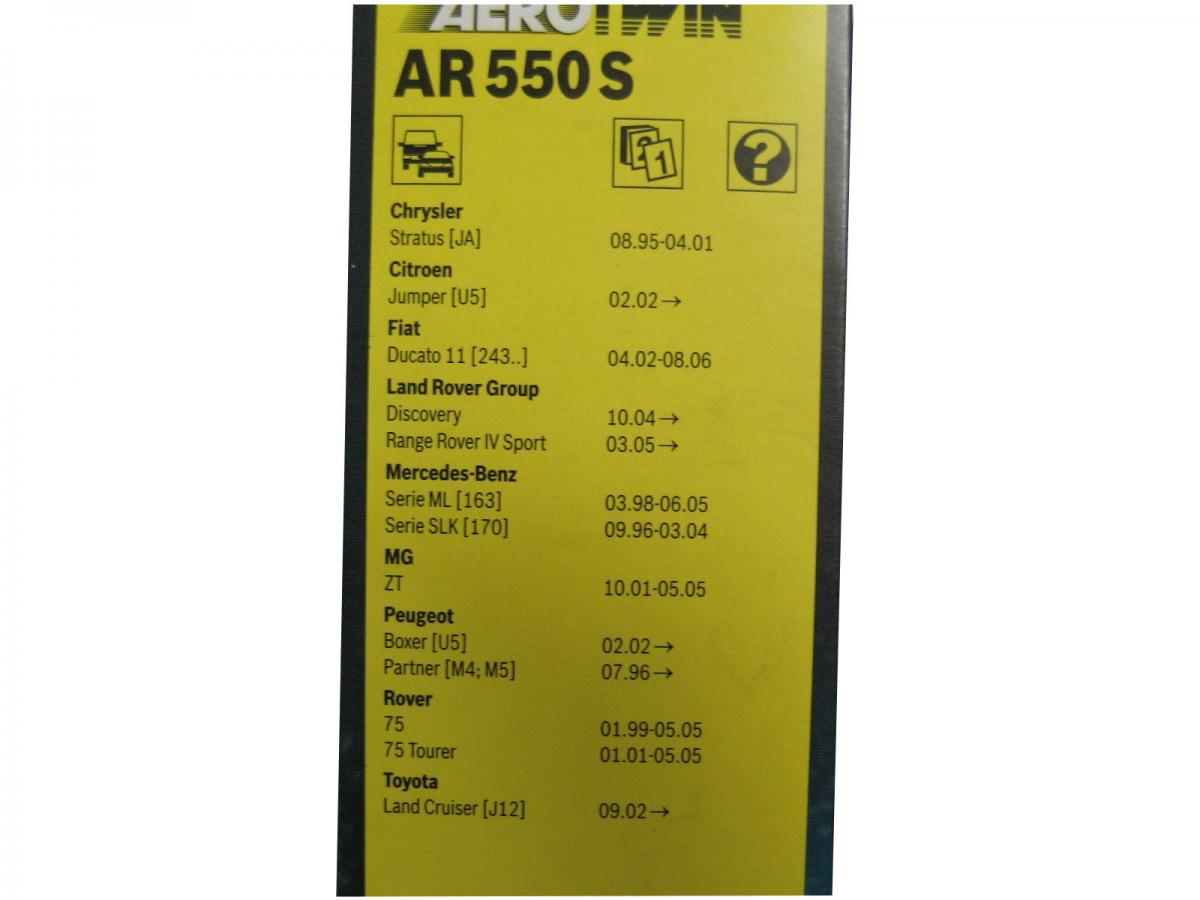 AEROTWIN
AR 550 S
2 1 ?
Chrysler
Stratus [JA] 08.95-04.01
Citroen
Jumper [U5] 02.02→
Fiat
Ducato 11 [243..] 04.02-08.06
Land Rover Group
Discovery 10.04→
Range Rover IV Sport 03.05→
Mercedes-Benz
Serie ML [163] 03.98-06.05
Serie SLK [170] 09.96-03.04
MG
ZT 10.01-05.05
Peugeot
Boxer [U5] 02.02→
Partner [M4; M5] 07.96→
Rover
75 01.99-05.05
75 Tourer 01.01-05.05
Toyota
Land Cruiser [J12] 09.02→